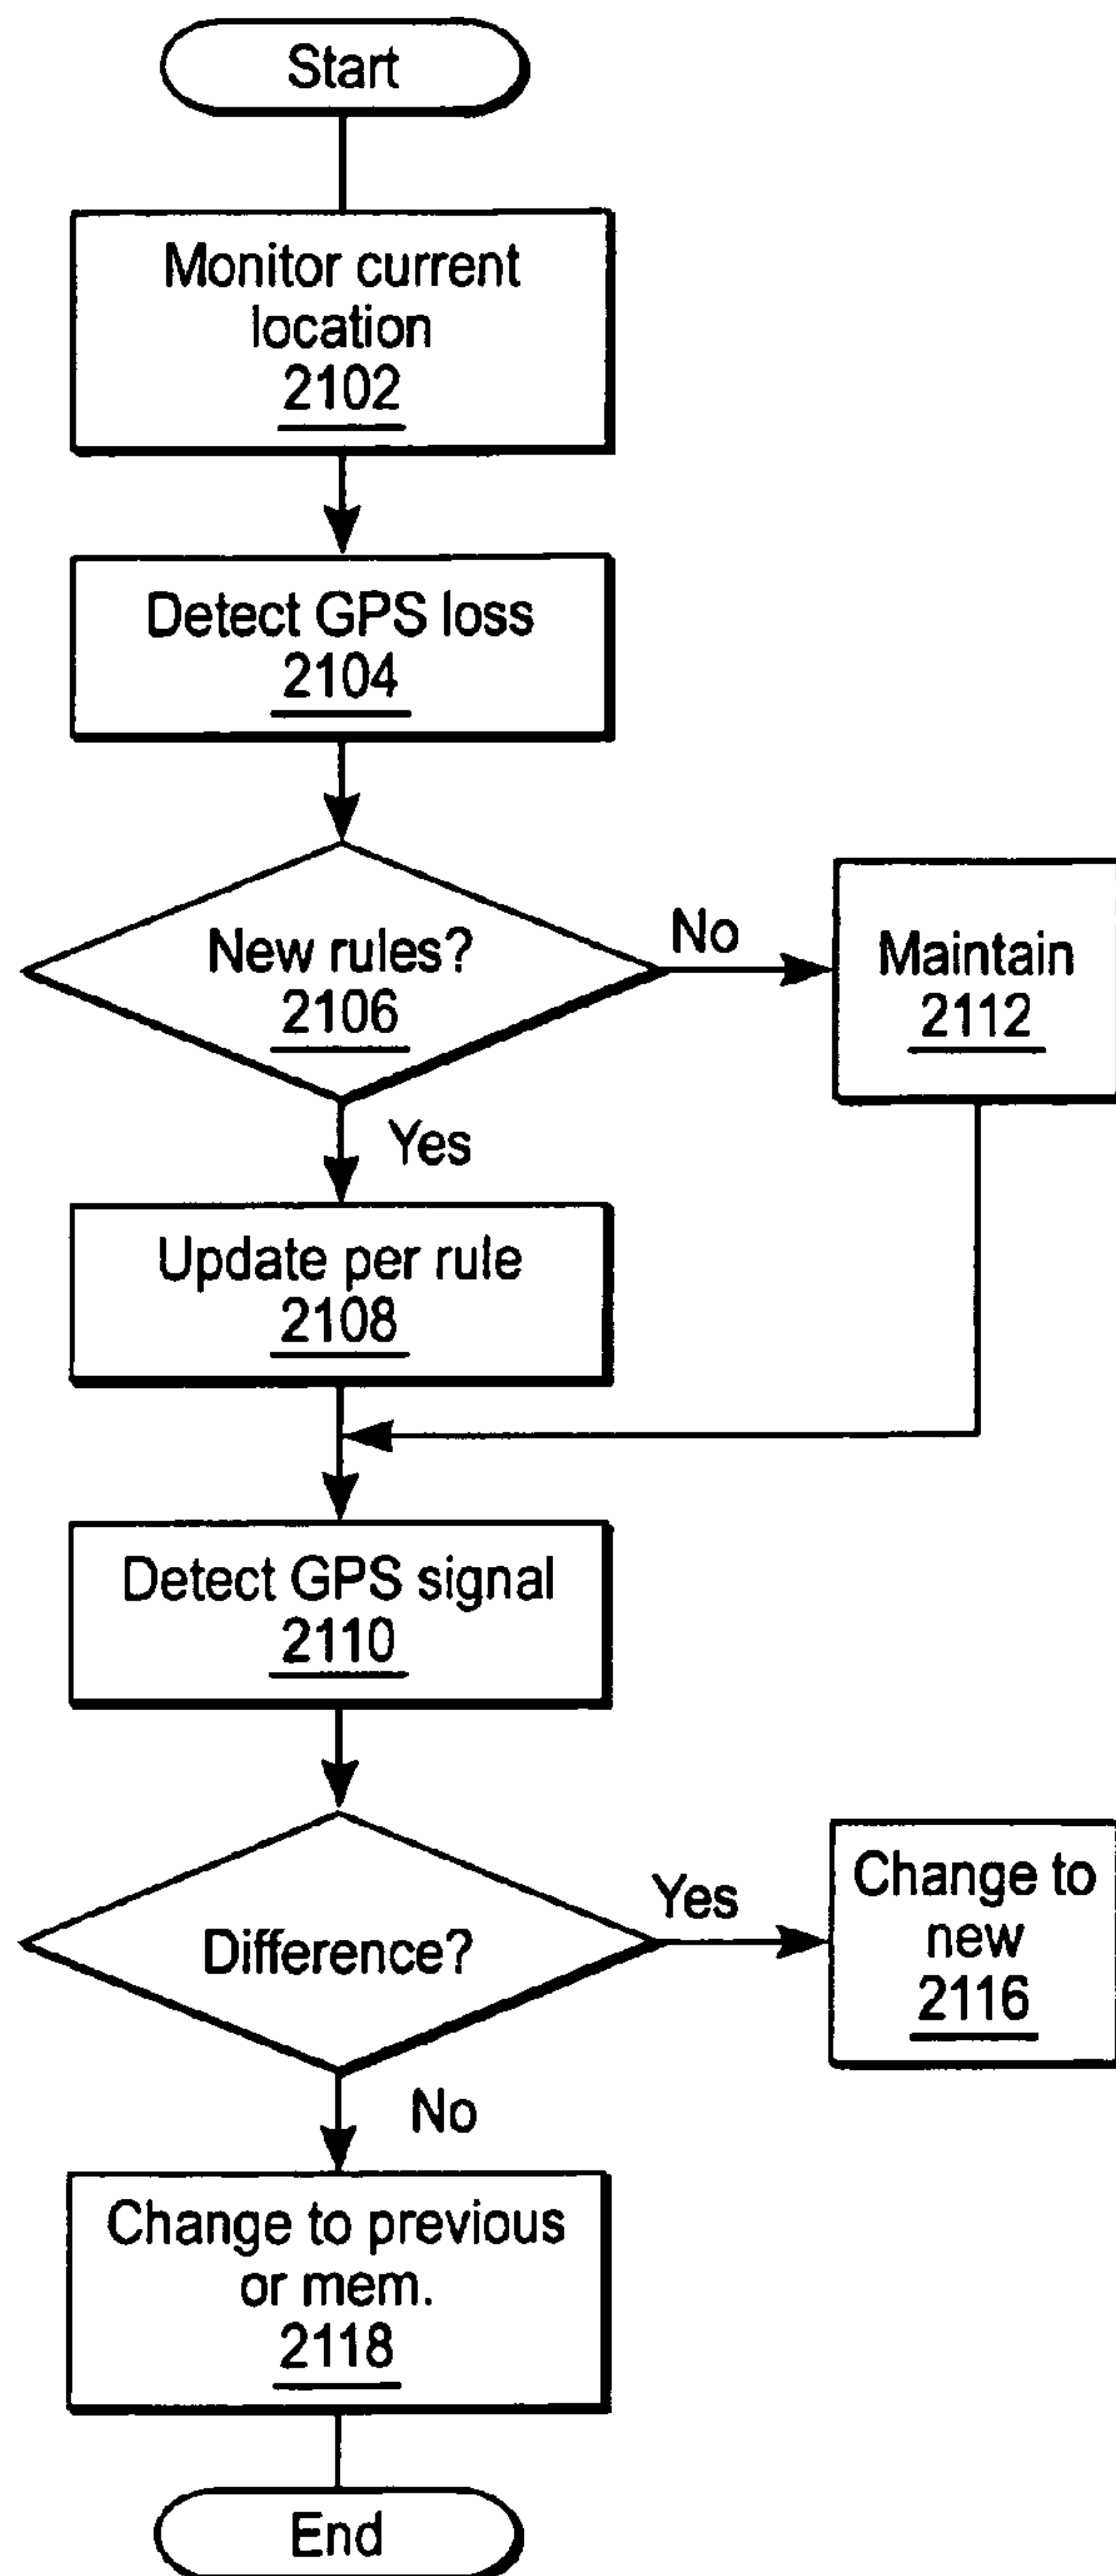 Start
Monitor current
location
2102
Detect GPS loss
2104
New rules?
2106
No
Maintain
2112
Yes
Update per rule
2108
Detect GPS signal
2110
Difference?
Yes
Change to
new
2116
No
Change to previous
or mem.
2118
End